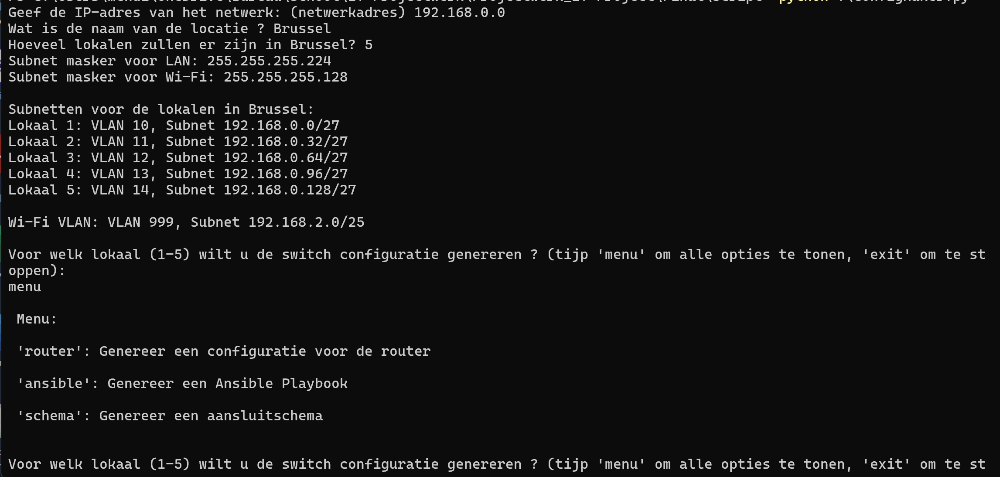 Geef de IP-adres van het netwerk: (netwerkadres) 192.168.0.0
Wat is de naam van de locatie ? Brussel
Hoeveel lokalen zullen er zijn in Brussel? 5
Subnet masker voor LAN: 255.255.255.224
Subnet masker voor Wi-Fi: 255.255.255.128
Subnetten voor de lokalen in Brussel:
Lokaal 1: VLAN 10, Subnet 192.168.0.0/27
Lokaal 2: VLAN 11, Subnet 192.168.0.32/27
Lokaal 3: VLAN 12, Subnet 192.168.0.64/27
Lokaal 4: VLAN 13, Subnet 192.168.0.96/27
Lokaal 5: VLAN 14, Subnet 192.168.0.128/27
Wi-Fi VLAN: VLAN 999, Subnet 192.168.2.0/25
Voor welk lokaal (1-5) wilt u de switch configuratie genereren ? (tijp 'menu' om alle opties te tonen, 'exit' om te st
oppen):
menu
Menu:
'router': Genereer een configuratie voor de router
'ansible': Genereer een Ansible Playbook
'schema': Genereer een aansluitschema
Voor welk lokaal (1-5) wilt u de switch configuratie genereren ? (tijp 'menu' om alle opties te tonen, 'exit' om te st